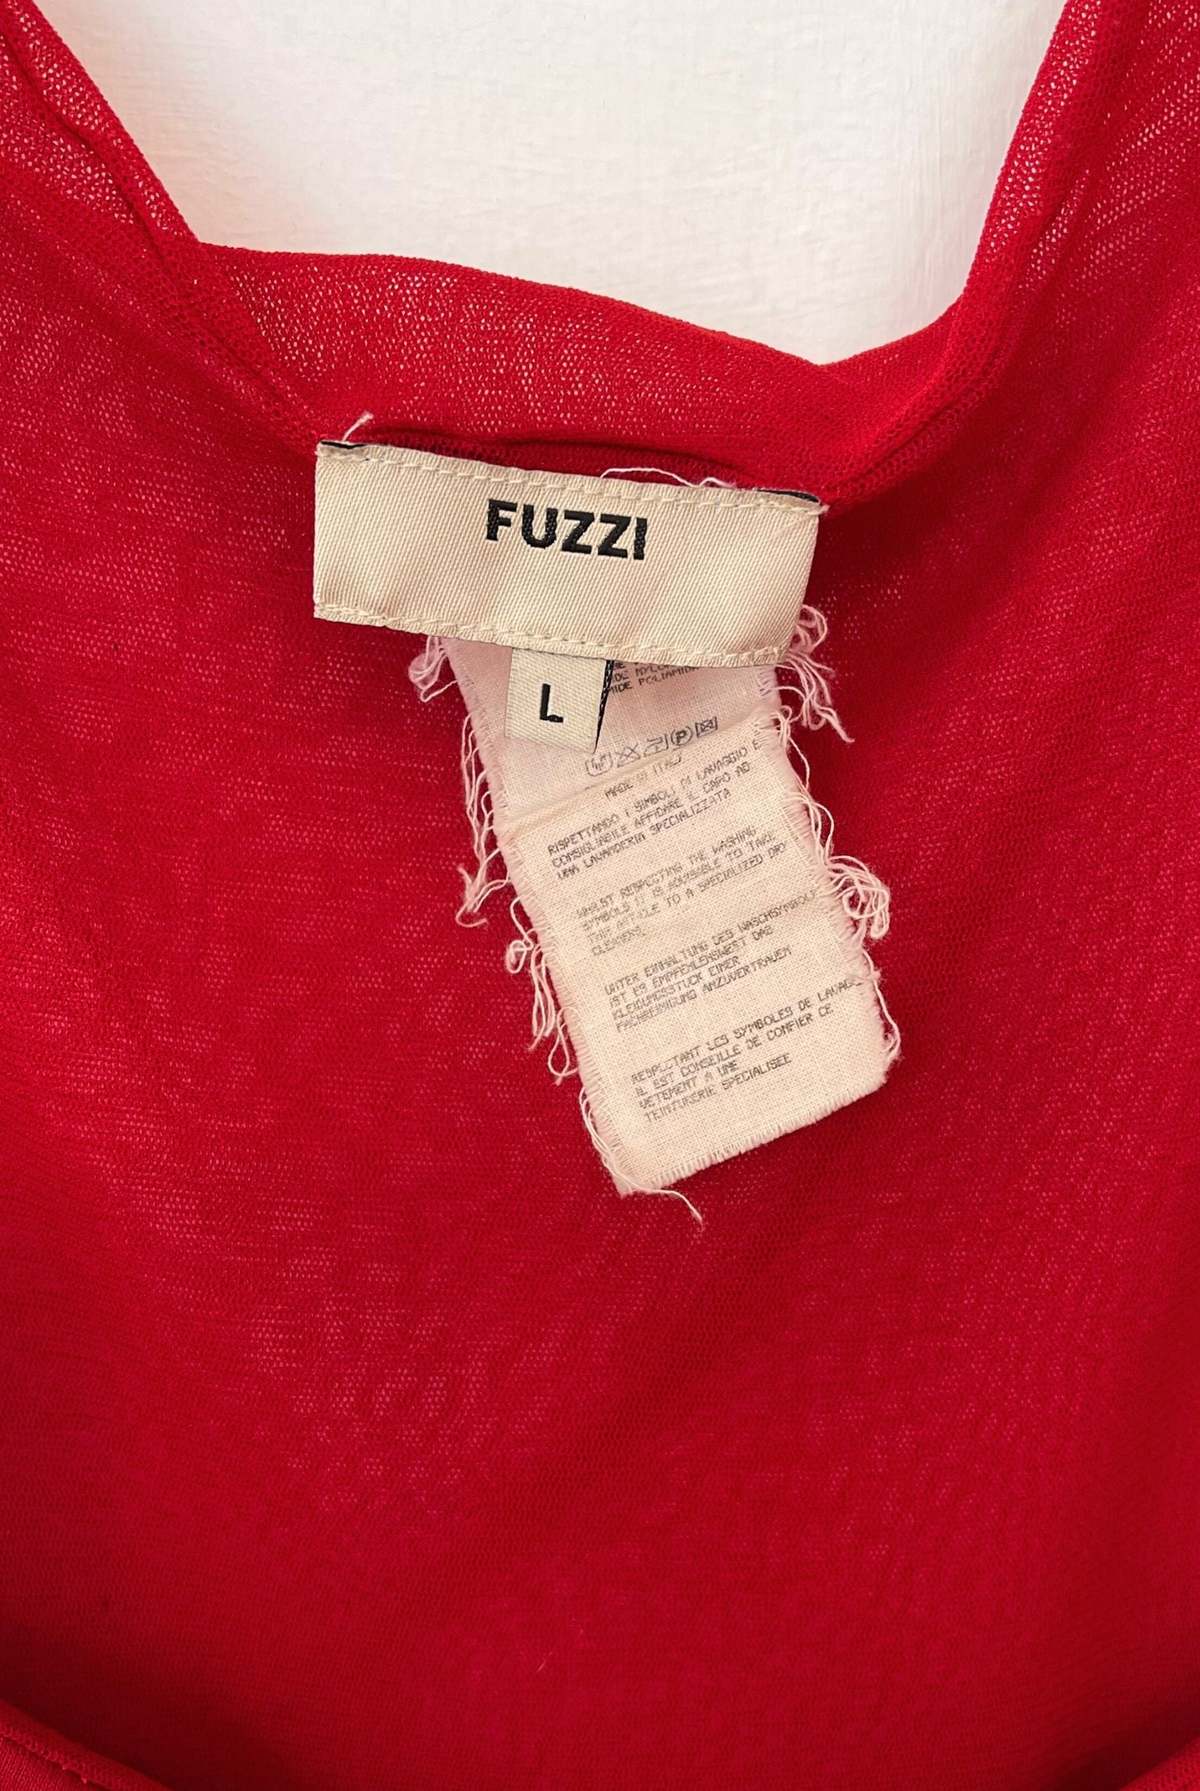 FUZZI
L
MIDE POLIAMID
MADE IN ITALY
RISPETTANDO I SIMBOLI DI LAVAGGIO E
CONSIGLIABILE AFFIDARE IL CAPO AD
UNA LAVANDERIA SPECIALIZZATA
WHILST RESPECTING THE WASHING
SYMBOLS IT IS ADVISABLE TO TAKE
THE ARTICLE TO A SPECIALIZED DRY
CLEANERS
UNTER EINHALTUNG DES WASCHSYMBOLE
IST ES EMPFEHLENSWERT DAS
KLEIDUNGSSTUCK EINER
FACHREINIGUNG ANZUVERTRAUEN
RESPECTANT LES SYMBOLES DE LAVAGE
IL EST CONSEILLE DE CONFIER CE
VETEMENT A UNE
TEINTURERIE SPECIALISEE